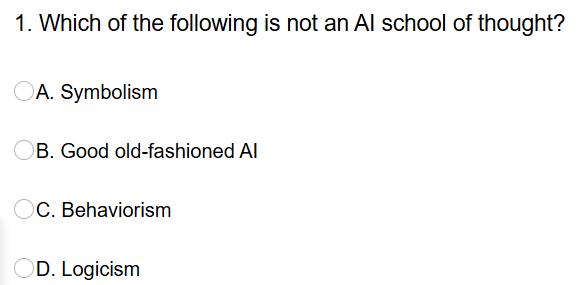 1. Which of the following is not an AI school of thought?
A. Symbolism
B. Good old-fashioned AI
C. Behaviorism
D. Logicism